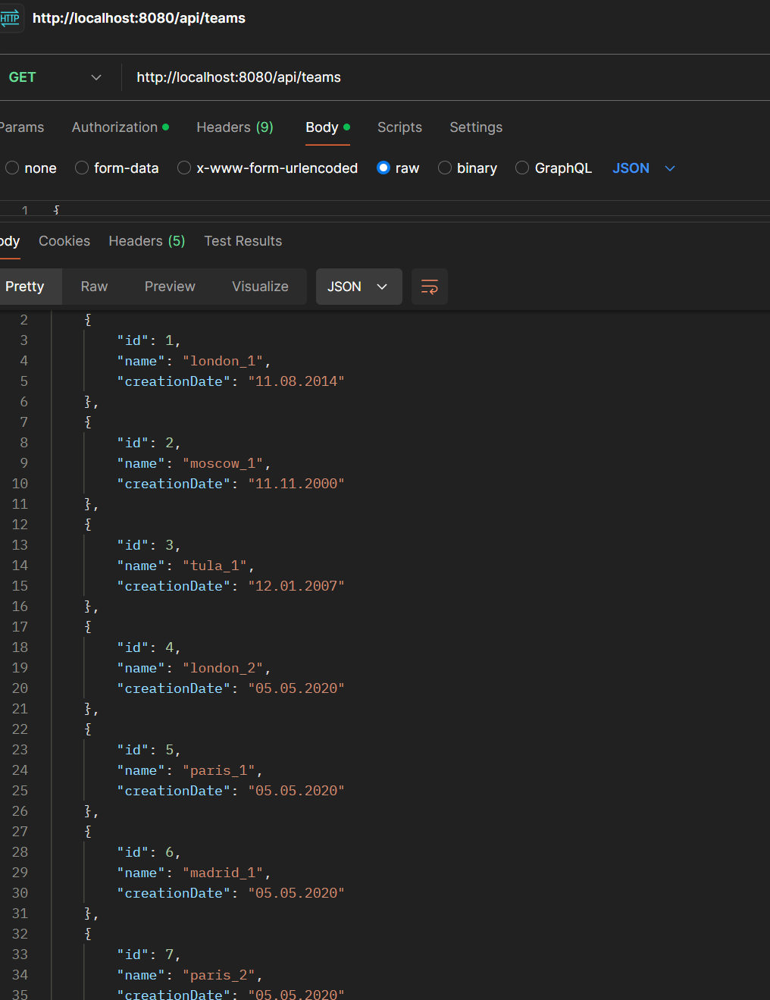 HTTP http://localhost:8080/api/teams
GET http://localhost:8080/api/teams
Params Authorization Headers (9) Body Scripts Settings
none form-data x-www-form-urlencoded raw binary GraphQL JSON
1 {
Body Cookies Headers (5) Test Results
Pretty Raw Preview Visualize JSON
2 {
3 "id": 1,
4 "name": "london_1",
5 "creationDate": "11.08.2014"
6 },
7 {
8 "id": 2,
9 "name": "moscow_1",
10 "creationDate": "11.11.2000"
11 },
12 {
13 "id": 3,
14 "name": "tula_1",
15 "creationDate": "12.01.2007"
16 },
17 {
18 "id": 4,
19 "name": "london_2",
20 "creationDate": "05.05.2020"
21 },
22 {
23 "id": 5,
24 "name": "paris_1",
25 "creationDate": "05.05.2020"
26 },
27 {
28 "id": 6,
29 "name": "madrid_1",
30 "creationDate": "05.05.2020"
31 },
32 {
33 "id": 7,
34 "name": "paris_2",
35 "creationDate": "05.05.2020"